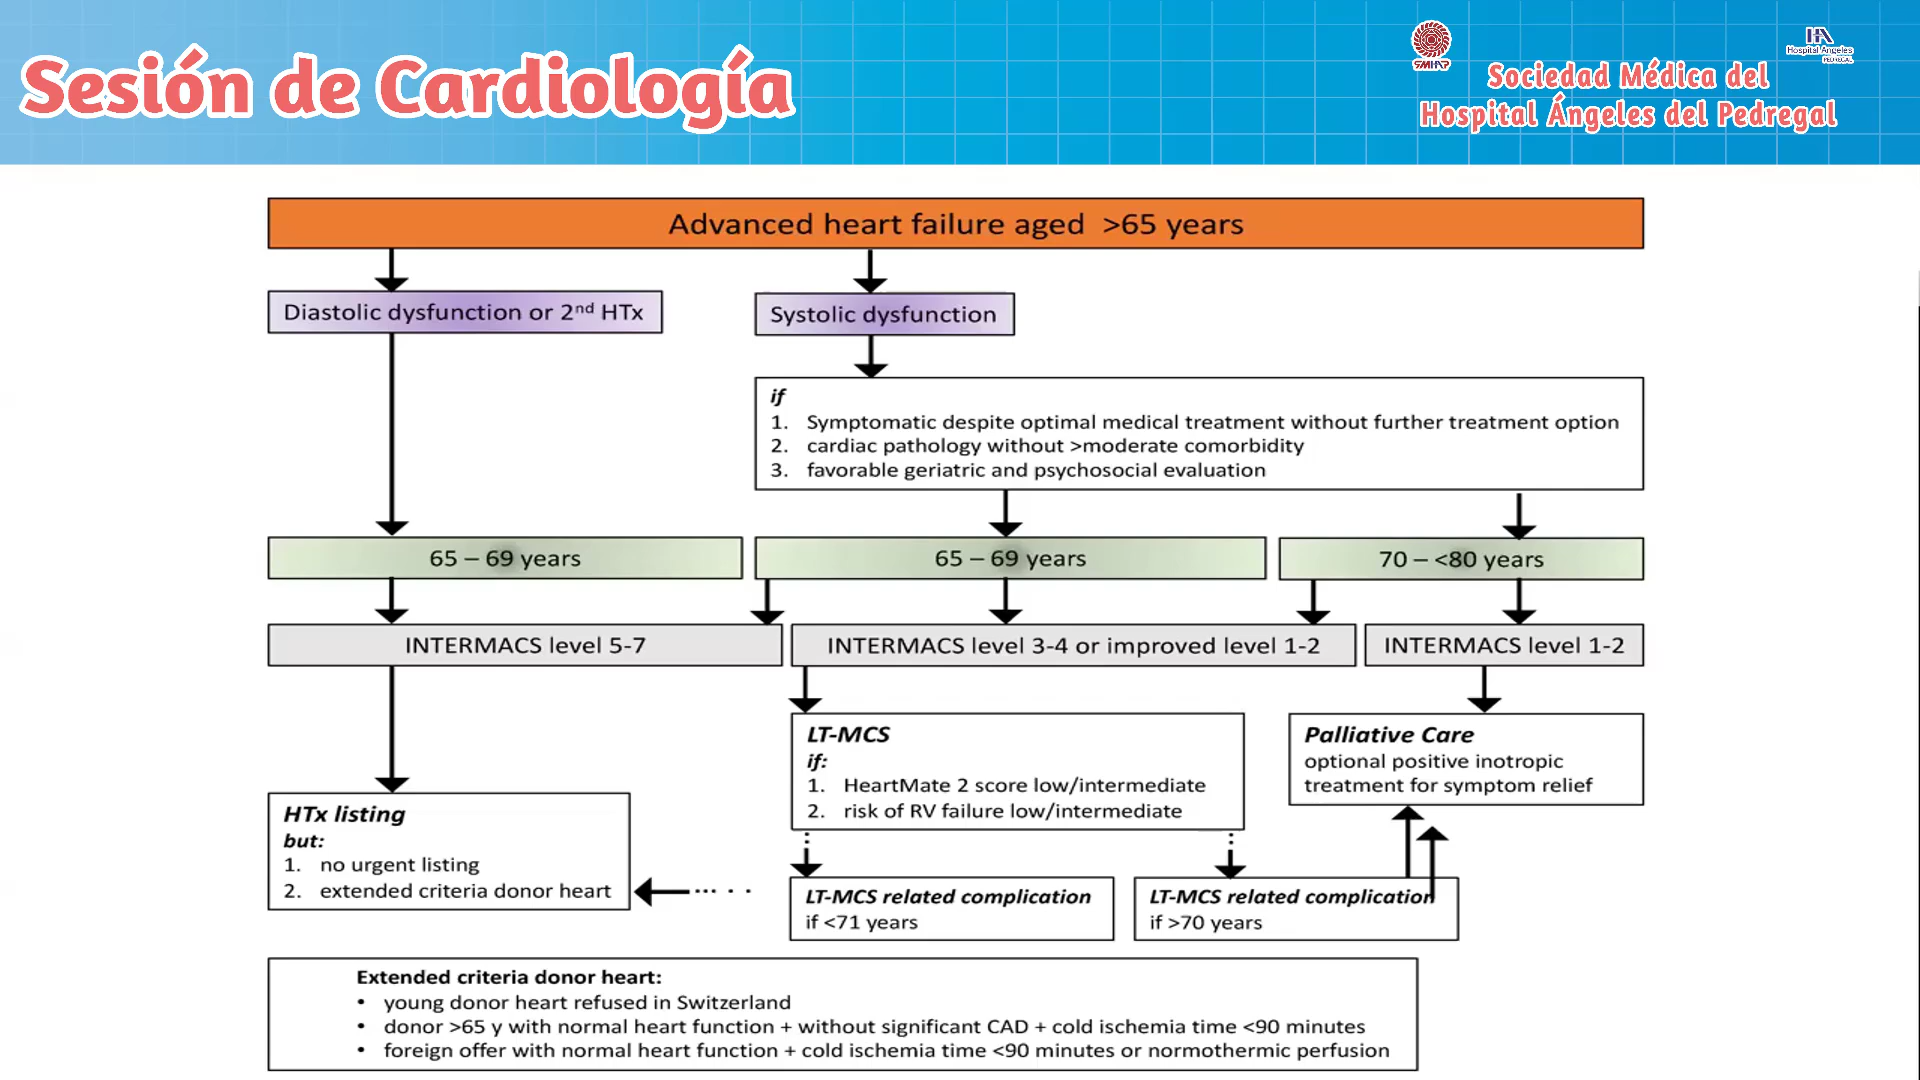 Sesión de Cardiología
SMHAP
HA
Hospital Angeles
PEDREGAL
Sociedad Médica del
Hospital Ángeles del Pedregal
Advanced heart failure aged >65 years
Diastolic dysfunction or 2nd HTx
Systolic dysfunction
if
1. Symptomatic despite optimal medical treatment without further treatment option
2. cardiac pathology without >moderate comorbidity
3. favorable geriatric and psychosocial evaluation
65 – 69 years
65 – 69 years
70 – <80 years
INTERMACS level 5-7
INTERMACS level 3-4 or improved level 1-2
INTERMACS level 1-2
LT-MCS
if:
1. HeartMate 2 score low/intermediate
2. risk of RV failure low/intermediate
Palliative Care
optional positive inotropic
treatment for symptom relief
HTx listing
but:
1. no urgent listing
2. extended criteria donor heart
LT-MCS related complication
if <71 years
LT-MCS related complication
if >70 years
Extended criteria donor heart:
• young donor heart refused in Switzerland
• donor >65 y with normal heart function + without significant CAD + cold ischemia time <90 minutes
• foreign offer with normal heart function + cold ischemia time <90 minutes or normothermic perfusion